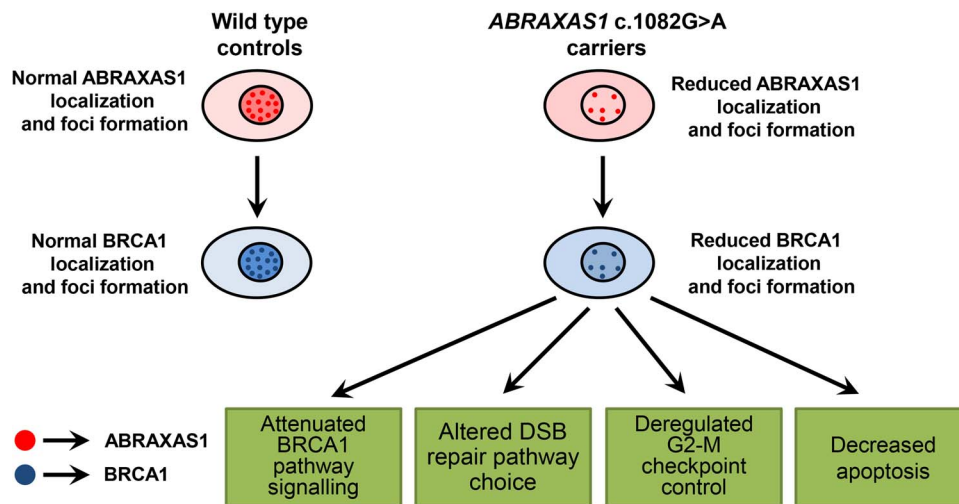 Wild type
controls
ABRAXAS1 c.1082G>A
carriers
Normal ABRAXAS1
localization
and foci formation
Reduced ABRAXAS1
localization
and foci formation
Normal BRCA1
localization
and foci formation
Reduced BRCA1
localization
and foci formation
ABRAXAS1
BRCA1
Attenuated
BRCA1
pathway
signalling
Altered DSB
repair pathway
choice
Deregulated
G2-M
checkpoint
control
Decreased
apoptosis